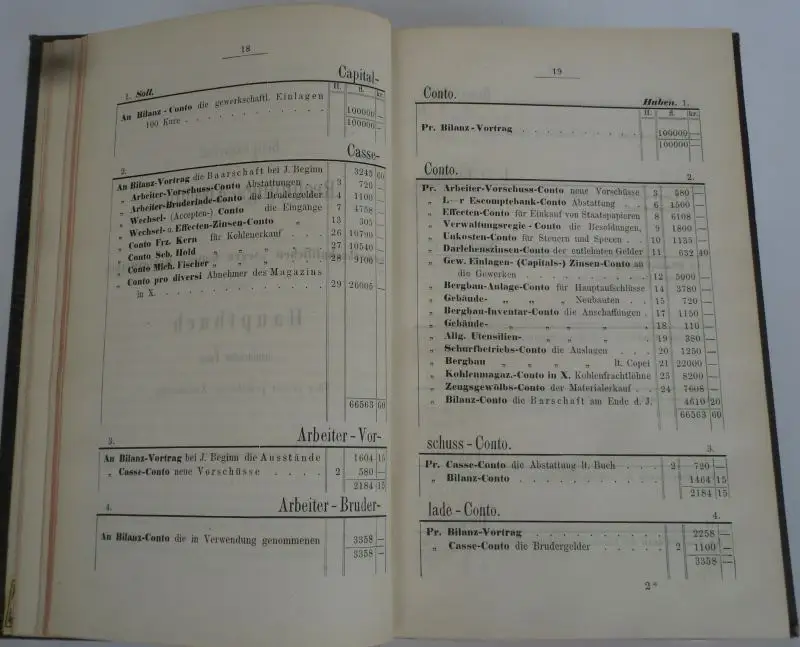 18
Capital-
1. Soll.
H. fl. kr.
An Bilanz-Conto die gewerkschaftl. Einlagen
100 Kuxe . . . . . . . . 100000 —
100000 —
Casse-
2.
An Bilanz-Vortrag die Baarschaft bei J. Beginn 3245 60
„ Arbeiter-Vorschuss-Conto Abstattungen . . 3 720 —
„ Arbeiter-Bruderlade-Conto die Brudergelder 4 1100 —
„ Wechsel- (Accepten-) Conto die Eingänge 7 4758 —
„ Wechsel- u. Effecten-Zinsen-Conto „ 13 305 —
„ Conto Frz. Kern für Kohlenverkauf . . 26 10790 —
„ Conto Seb. Hold „ „ . . 27 10540 —
„ Conto Mich. Fischer „ „ . . 28 9100 —
„ Conto pro diversi Abnehmer des Magazins
in X. . . . . . . . . . 29 26005 —
66563 60
Arbeiter-Vor-
3.
An Bilanz-Vortrag bei J. Beginn die Ausstände 1604 15
„ Casse-Conto neue Vorschüsse . . . . 2 580 —
2184 15
Arbeiter-Bruder-
4.
An Bilanz-Conto die in Verwendung genommenen 3358 —
3358 —
19
Conto.
Haben. 1.
H. fl. kr.
Pr. Bilanz-Vortrag . . . . . . . . . 100000 —
100000 —
Conto.
2.
Pr. Arbeiter-Vorschuss-Conto neue Vorschüsse 3 580 —
„ L—r Escomptebank-Conto Abstattung . . 6 1500 —
„ Effecten-Conto für Einkauf von Staatspapieren 8 6108 —
„ Verwaltungsregie-Conto die Besoldungen, 9 1800 —
„ Unkosten-Conto für Steuern und Spesen . . 10 1135 —
„ Darlehenszinsen-Conto der entlehnten Gelder 11 632 40
„ Gew. Einlagen- (Capitals-) Zinsen-Conto an
die Gewerken . . . . . . . 12 5000 —
„ Bergbau-Anlage-Conto für Hauptaufschlüsse 14 3780 —
„ Gebäude- „ „ „ Neubauten . . 15 720 —
„ Bergbau-Inventar-Conto die Anschaffungen . 17 1150 —
„ Gebäude- „ „ „ „ 18 110 —
„ Allg. Utensilien- „ „ „ 19 380 —
„ Schurfbetriebs-Conto die Auslagen . . . 20 1250 —
„ Bergbau „ „ „ „ lt. Copei 21 22000 —
„ Kohlenmagaz.-Conto in X. Kohlenfrachtlöhne 23 8200 —
„ Zeugsgewölbs-Conto der Materialerkauf . . 24 7608 —
„ Bilanz-Conto die Barschaft am Ende d. J. 4610 20
66563 60
schuss-Conto.
3.
Pr. Casse-Conto die Abstattung lt. Buch . . . 2 720 —
„ Bilanz-Conto . . . . . . . . . 1464 15
2184 15
lade-Conto.
4.
Pr. Bilanz-Vortrag . . . . . . . . . 2258 —
„ Casse-Conto die Brudergelder . . . . 2 1100 —
3358 —
2*